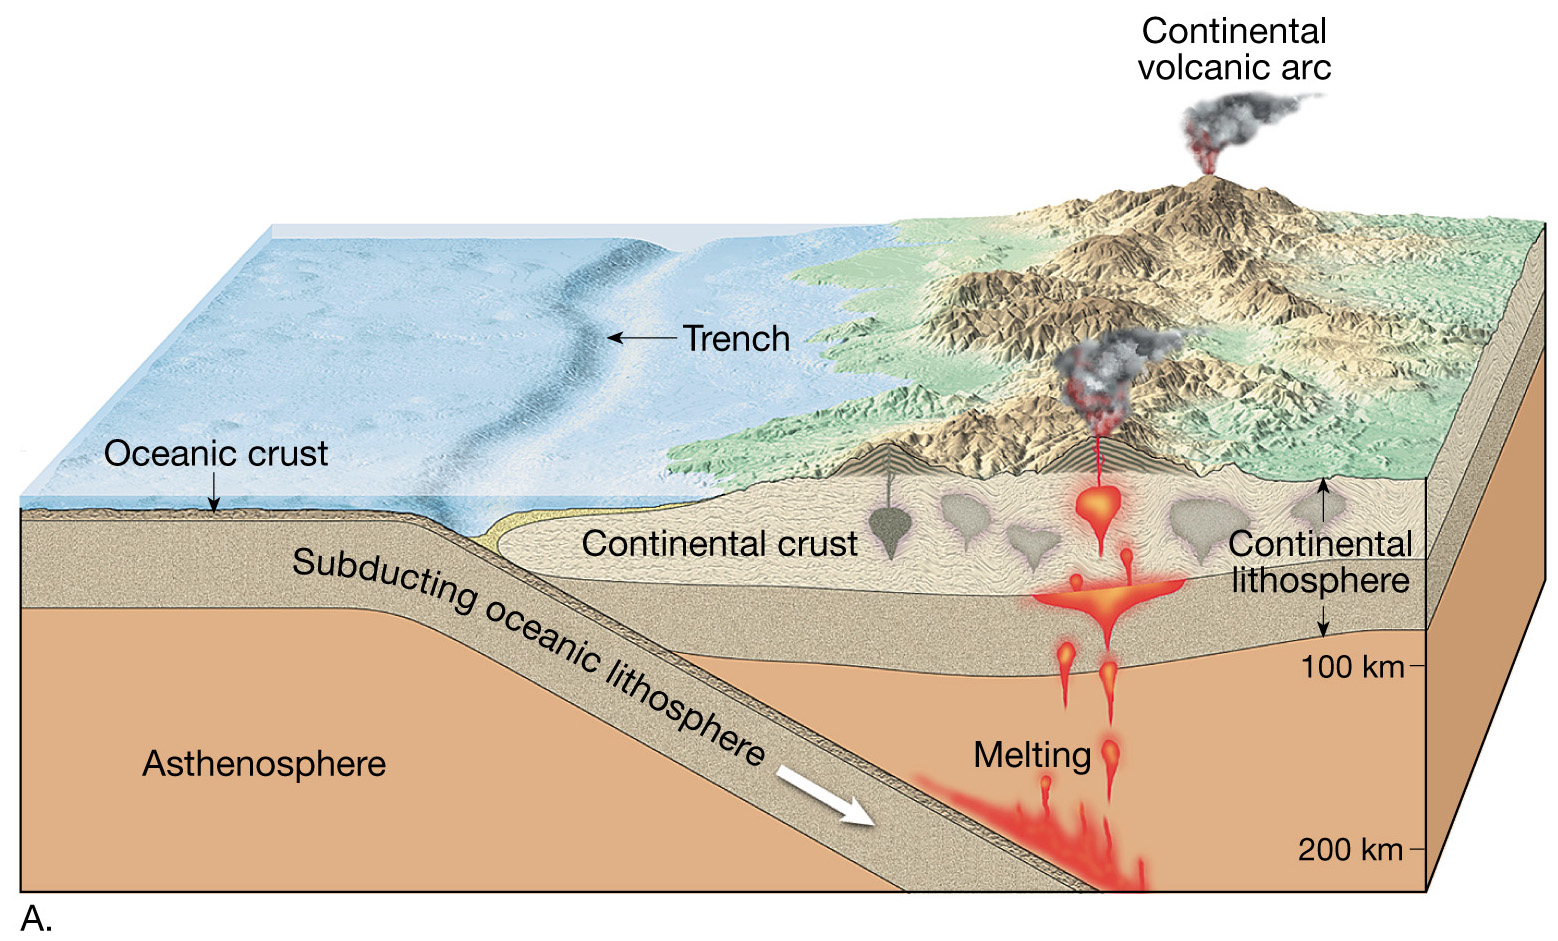 Continental
volcanic arc
Trench
Oceanic crust
Continental crust
Continental
lithosphere
Subducting oceanic lithosphere
100 km
Melting
Asthenosphere
200 km
A.